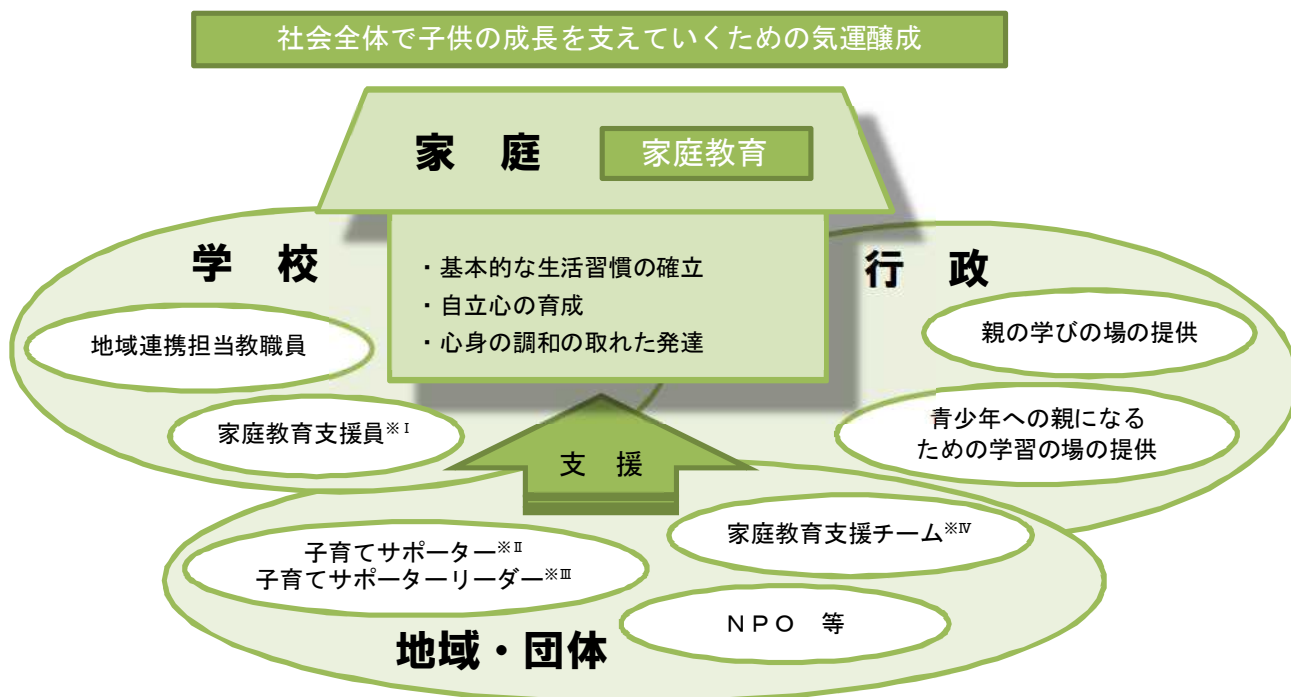 社会全体で子供の成長を支えていくための気運醸成
家　庭
家庭教育
・基本的な生活習慣の確立
・自立心の育成
・心身の調和の取れた発達
学　校
地域連携担当教職員
家庭教育支援員※Ⅰ
行　政
親の学びの場の提供
青少年への親になる
ための学習の場の提供
支　援
子育てサポーター※Ⅱ
子育てサポーターリーダー※Ⅲ
家庭教育支援チーム※Ⅳ
ＮＰＯ　等
地域・団体